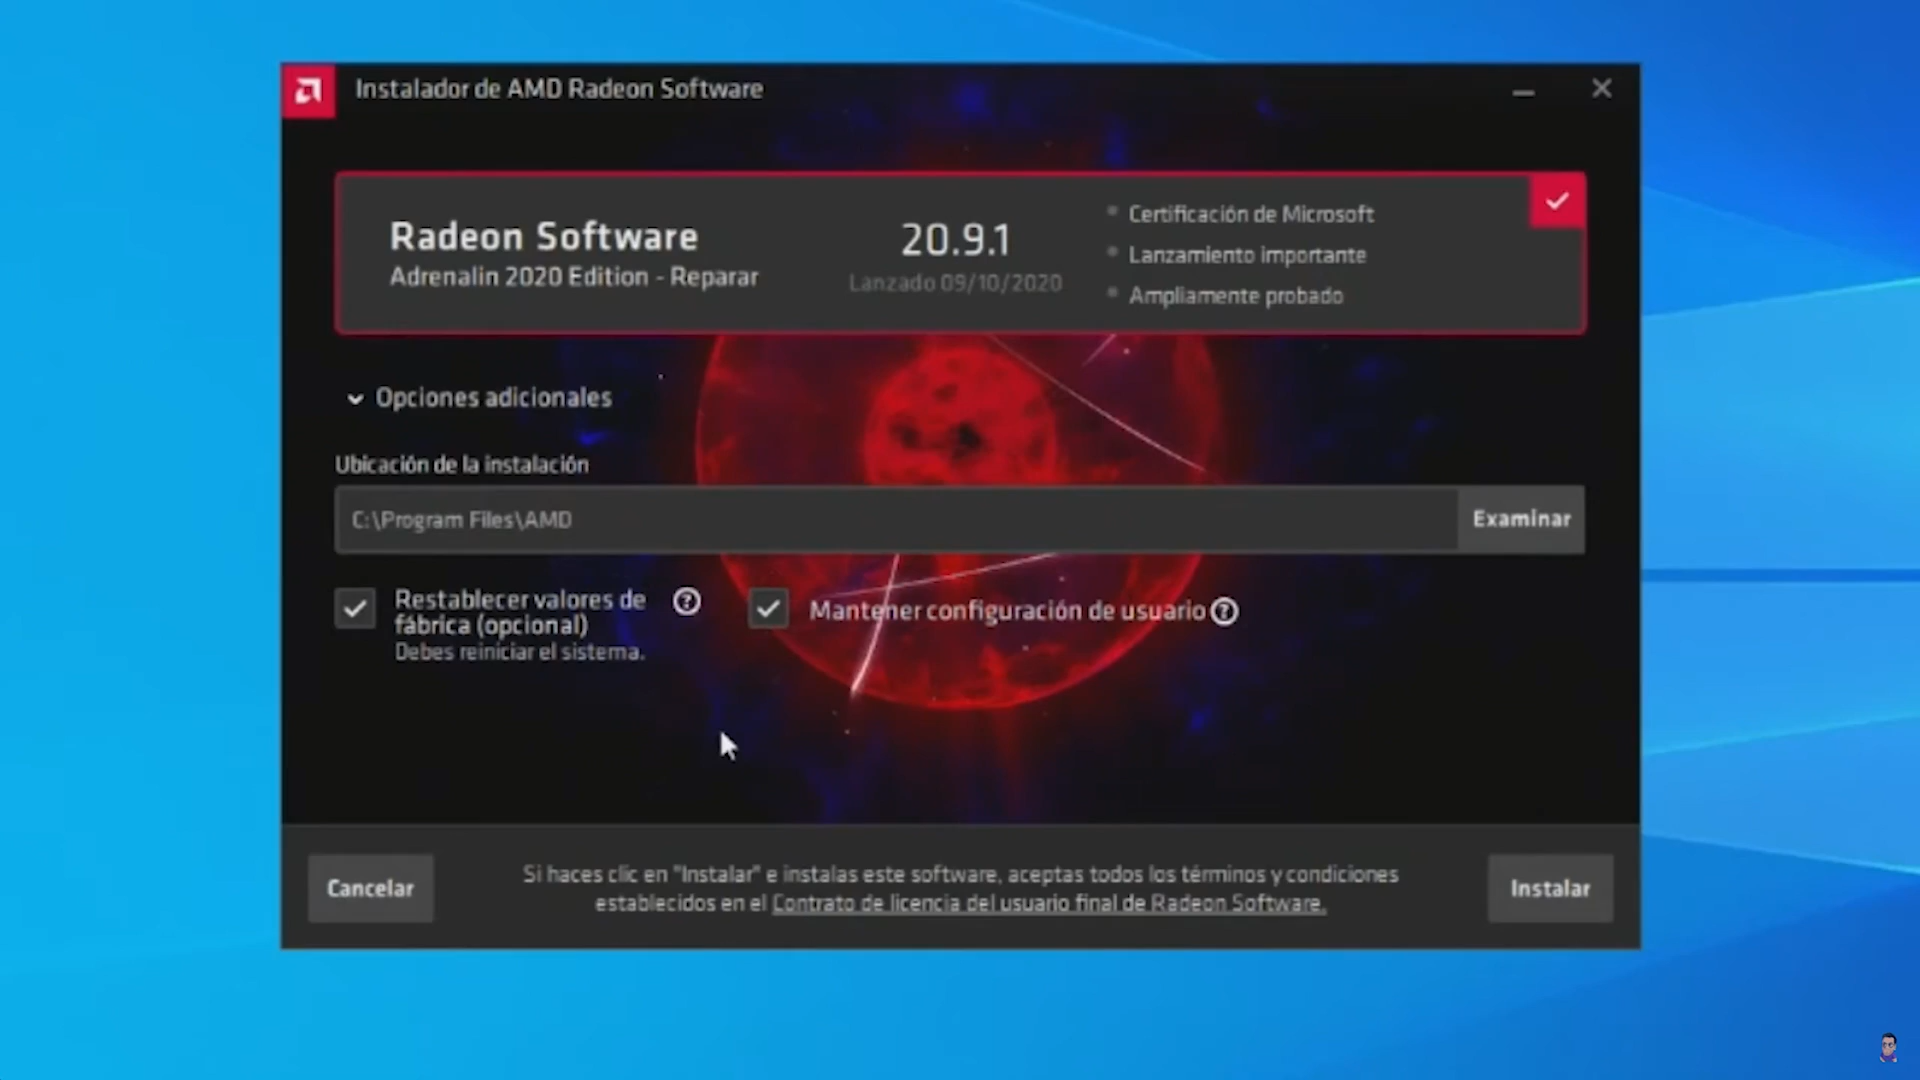 Instalador de AMD Radeon Software
Radeon Software
Adrenalin 2020 Edition - Reparar
20.9.1
Lanzado 09/10/2020
Certificación de Microsoft
Lanzamiento importante
Ampliamente probado
Opciones adicionales
Ubicación de la instalación
C:\Program Files\AMD
Examinar
Restablecer valores de
fábrica (opcional)
Debes reiniciar el sistema.
Mantener configuración de usuario
Cancelar
Si haces clic en "Instalar" e instalas este software, aceptas todos los términos y condiciones
establecidos en el Contrato de licencia del usuario final de Radeon Software.
Instalar